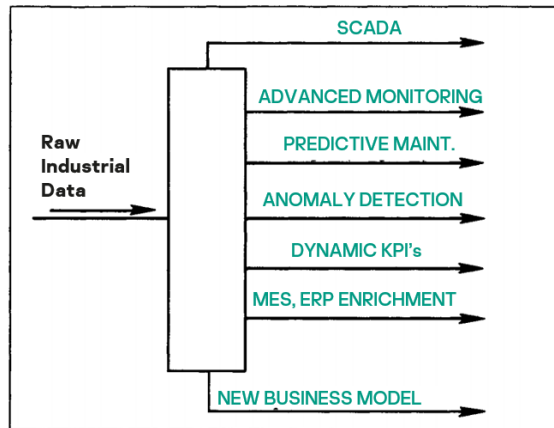 SCADA
ADVANCED MONITORING
PREDICTIVE MAINT.
Raw
Industrial
Data
ANOMALY DETECTION
DYNAMIC KPI's
MES, ERP ENRICHMENT
NEW BUSINESS MODEL